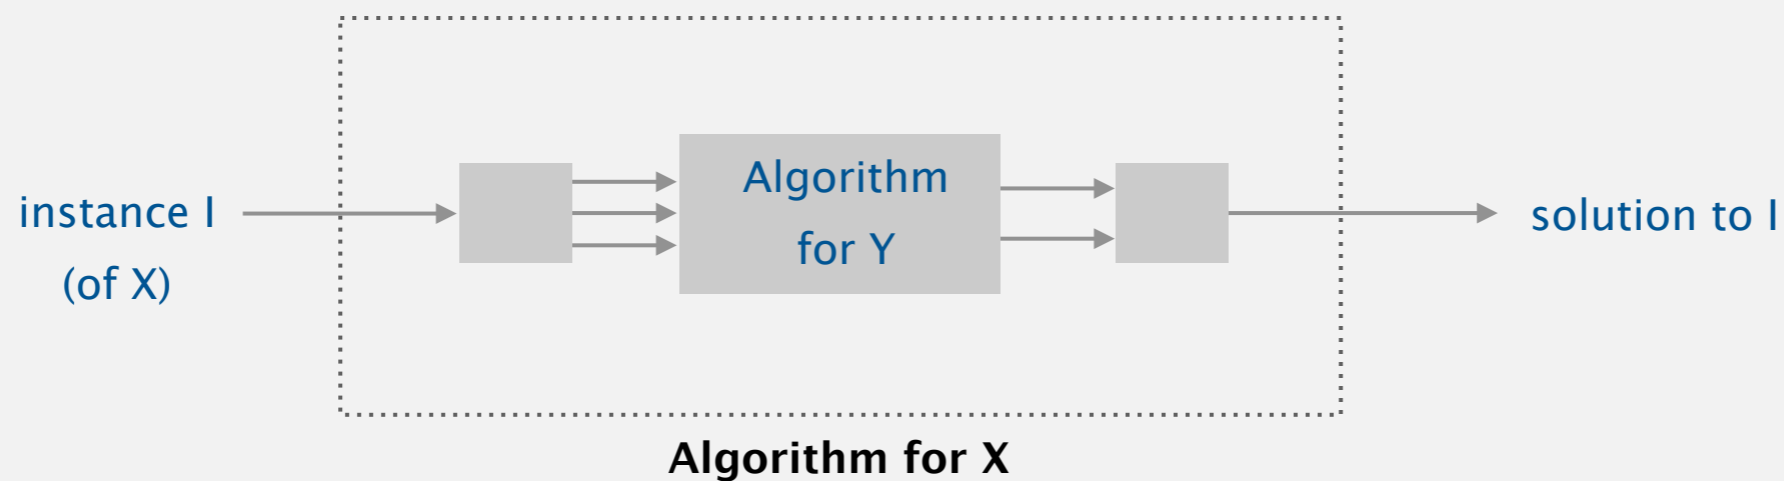 instance I
(of X)
Algorithm
for Y
solution to I
Algorithm for X